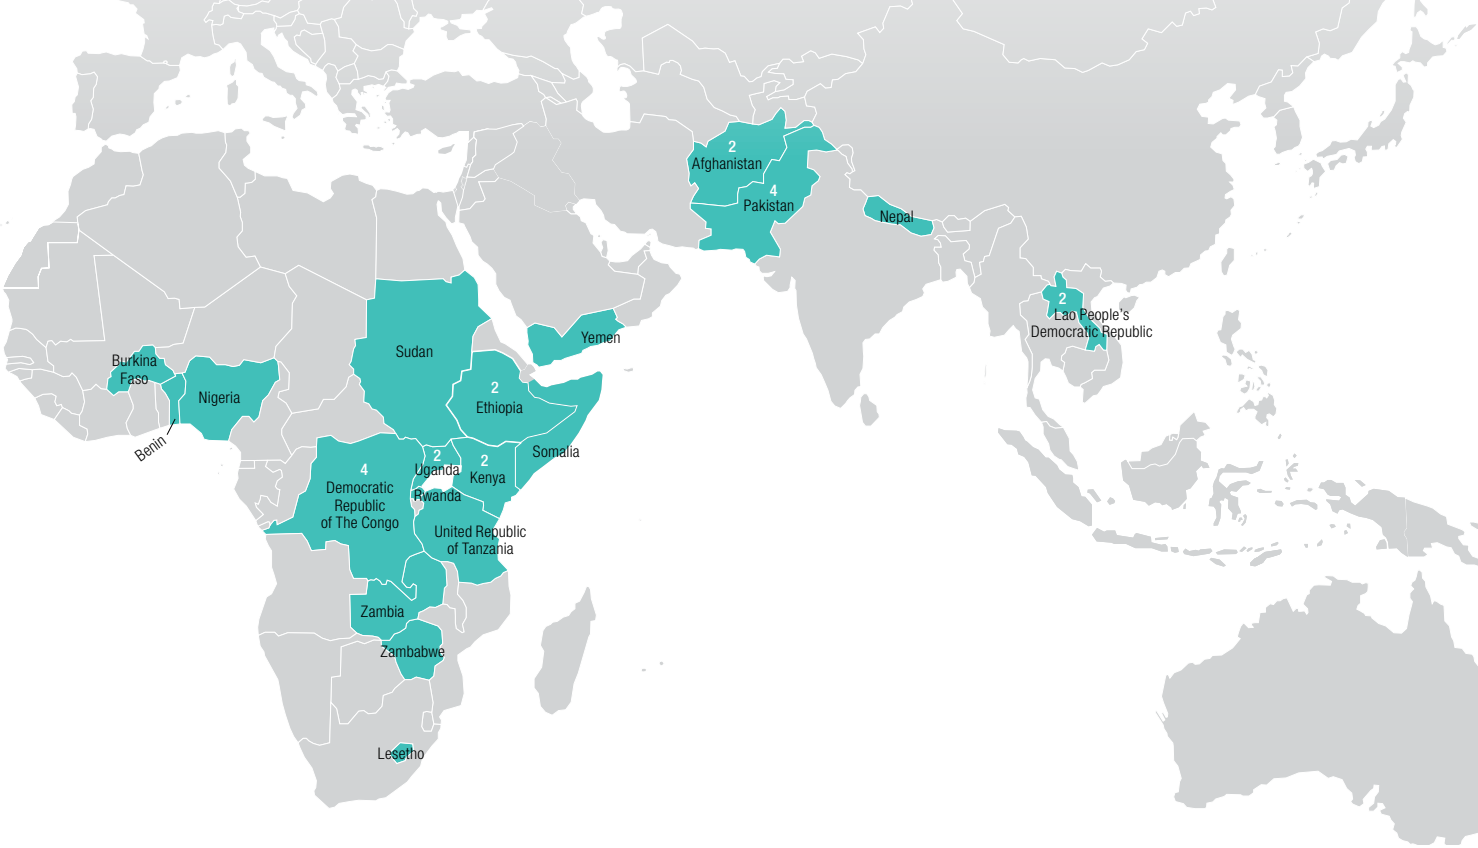 2
Afghanistan
4
Pakistan
Nepal
2
Lao People's
Democratic Republic
Yemen
Sudan
Burkina
Faso
Nigeria
Benin
2
Ethiopia
Somalia
2
Uganda
2
Kenya
4
Democratic
Republic
of The Congo
Rwanda
United Republic
of Tanzania
Zambia
Zambabwe
Lesetho